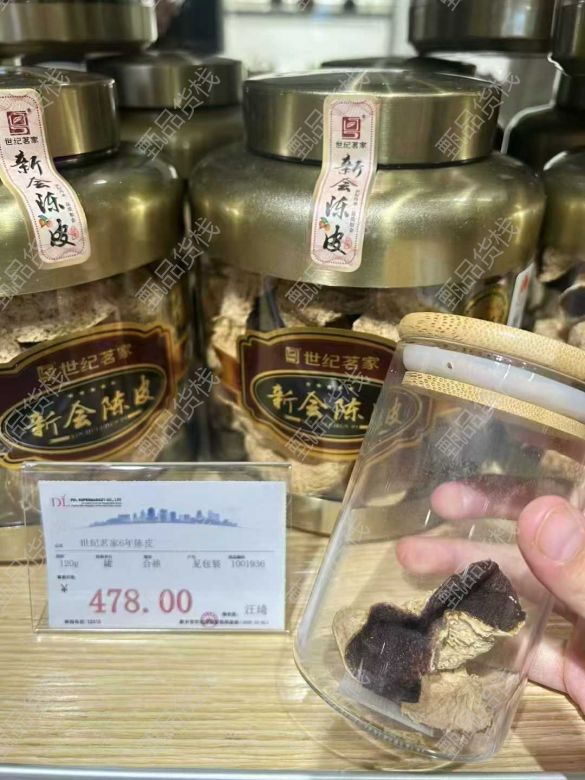 世纪茗家
新会陈皮
世纪茗家
新会陈皮
世纪茗家
新会陈皮
世纪茗家
新会陈皮
DL
世纪茗家6年陈皮
120g
罐
合格
见包装
1001936
¥
478.00
甄品货栈